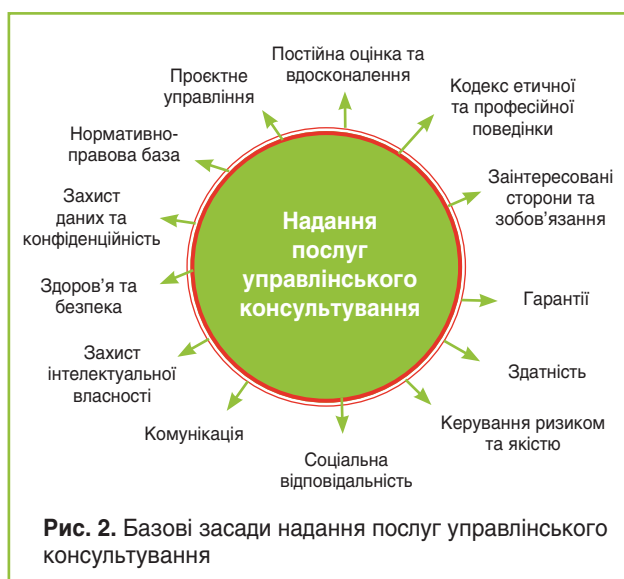 Постійна оцінка та
вдосконалення
Кодекс етичної
та професійної
поведінки
Заінтересовані
сторони та
зобов’язання
Гарантії
Здатність
Керування ризиком
та якістю
Соціальна
відповідальність
Комунікація
Захист
інтелектуальної
власності
Здоров’я та
безпека
Захист
даних та
конфіденційність
Нормативно-
правова база
Проєктне
управління
Надання
послуг
управлінського
консультування
Рис. 2. Базові засади надання послуг управлінського
консультування